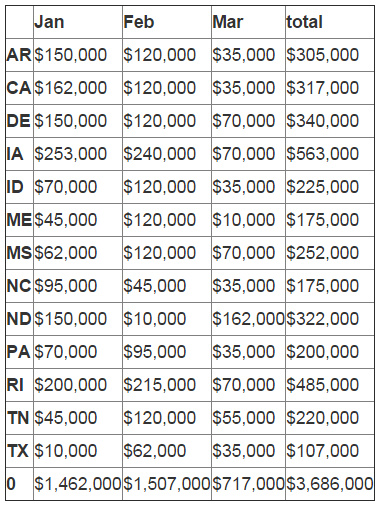 Jan Feb Mar total
AR $150,000 $120,000 $35,000 $305,000
CA $162,000 $120,000 $35,000 $317,000
DE $150,000 $120,000 $70,000 $340,000
IA $253,000 $240,000 $70,000 $563,000
ID $70,000 $120,000 $35,000 $225,000
ME $45,000 $120,000 $10,000 $175,000
MS $62,000 $120,000 $70,000 $252,000
NC $95,000 $45,000 $35,000 $175,000
ND $150,000 $10,000 $162,000 $322,000
PA $70,000 $95,000 $35,000 $200,000
RI $200,000 $215,000 $70,000 $485,000
TN $45,000 $120,000 $55,000 $220,000
TX $10,000 $62,000 $35,000 $107,000
0 $1,462,000 $1,507,000 $717,000 $3,686,000